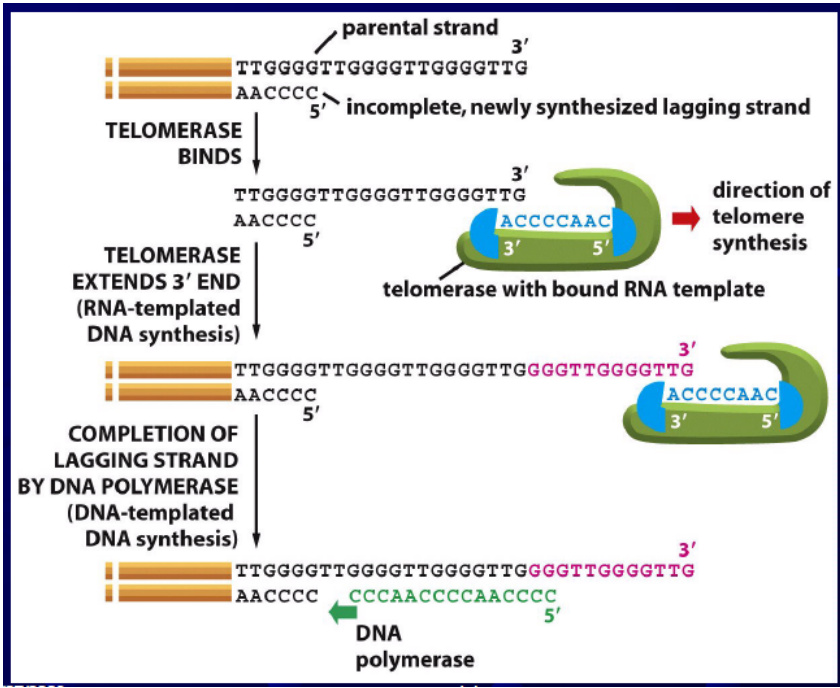 parental strand
3′
TTGGGGTTGGGGTTGGGGTTG
AACCCC
5′
incomplete, newly synthesized lagging strand
TELOMERASE
BINDS
3′
TTGGGGTTGGGGTTGGGGTTG
AACCCC
5′
ACCCCAAC
3′ 5′
direction of
telomere
synthesis
telomerase with bound RNA template
TELOMERASE
EXTENDS 3′ END
(RNA-templated
DNA synthesis)
3′
TTGGGGTTGGGGTTGGGGTTGGGGTTGGGGTTG
AACCCC
5′
ACCCCAAC
3′ 5′
COMPLETION OF
LAGGING STRAND
BY DNA POLYMERASE
(DNA-templated
DNA synthesis)
3′
TTGGGGTTGGGGTTGGGGTTGGGGTTGGGGTTG
AACCCC CCCAACCCCAACCCC
5′
DNA
polymerase